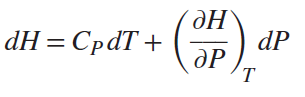 dH = C_P dT + (∂H/∂P)_T dP